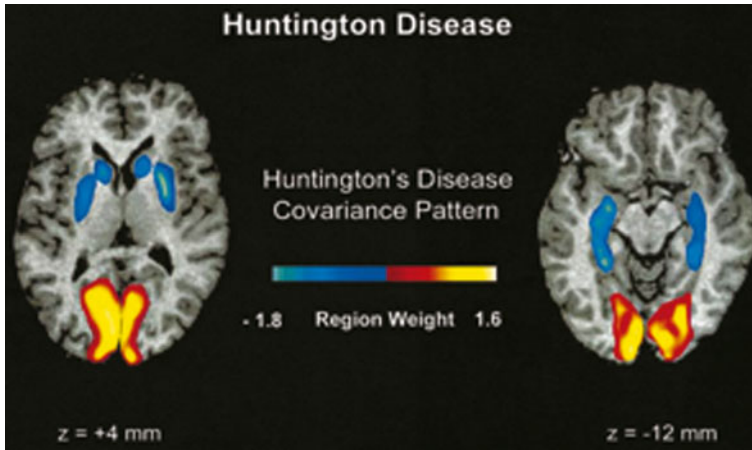 Huntington Disease
Huntington's Disease
Covariance Pattern
- 1.8 Region Weight 1.6
z = +4 mm
z = -12 mm